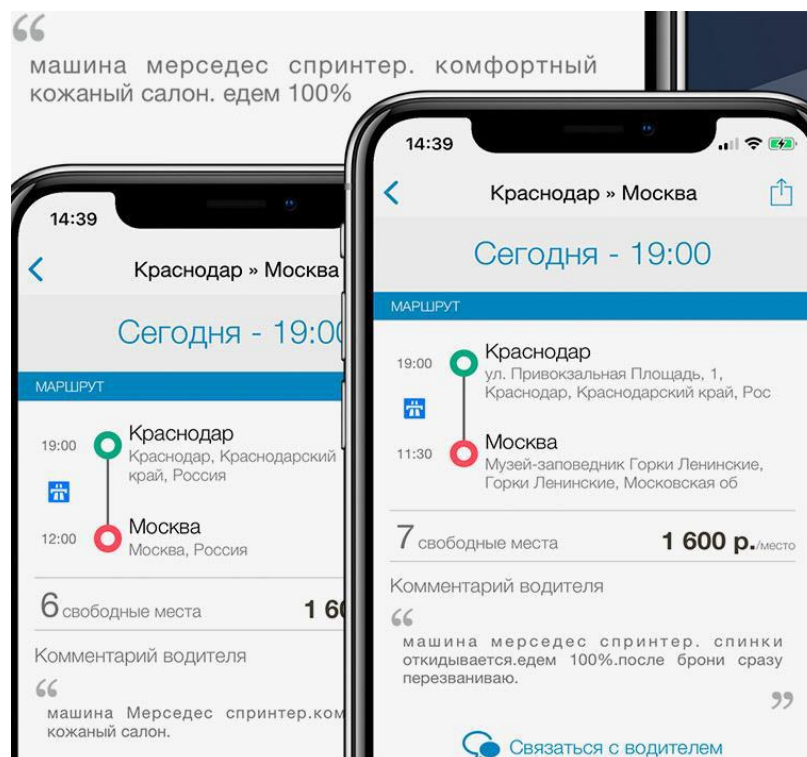 “
машина мерседес спринтер. комфортный
кожаный салон. едем 100%
14:39
Краснодар » Москва
Сегодня - 19:00
МАРШРУТ
19:00
Краснодар
Краснодар, Краснодарский
край, Россия
12:00
Москва
Москва, Россия
6 свободные места
1 60
Комментарий водителя
“
машина Мерседес спринтер.ком
кожаный салон.
14:39
Краснодар » Москва
Сегодня - 19:00
МАРШРУТ
19:00
Краснодар
ул. Привокзальная Площадь, 1,
Краснодар, Краснодарский край, Рос
11:30
Москва
Музей-заповедник Горки Ленинские,
Горки Ленинские, Московская об
7 свободные места
1 600 р./место
Комментарий водителя
“
машина мерседес спринтер. спинки
откидывается.едем 100%.после брони сразу
перезваниваю.
”
Связаться с водителем